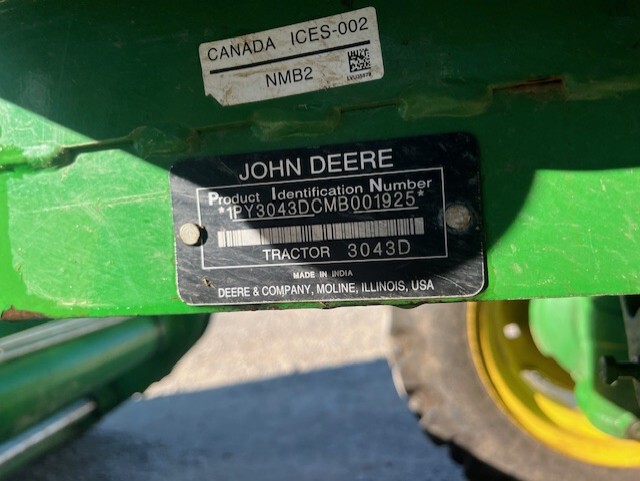 CANADA ICES-002
NMB2
JOHN DEERE
Product Identification Number
*1PY3043DCMB001925*
TRACTOR 3043D
MADE IN INDIA
DEERE & COMPANY, MOLINE, ILLINOIS, USA